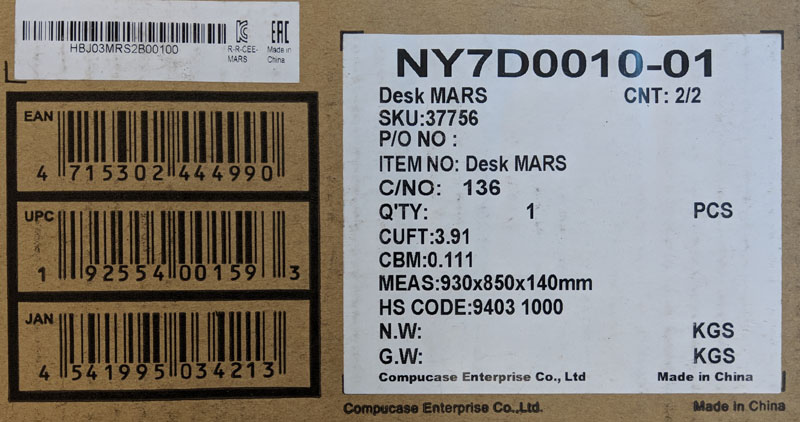 HBJ03MRS2B00100
R-R-CEE-
MARS
EAC
Made in
China
EAN
4 715302 444990
UPC
1 92554 00159 3
JAN
4 541995 034213
NY7D0010-01
Desk MARS CNT: 2/2
SKU:37756
P/O NO :
ITEM NO: Desk MARS
C/NO: 136
Q'TY: 1 PCS
CUFT:3.91
CBM:0.111
MEAS:930x850x140mm
HS CODE:9403 1000
N.W: KGS
G.W: KGS
Compucase Enterprise Co., Ltd Made in China
Compucase Enterprise Co.,Ltd. Made in China